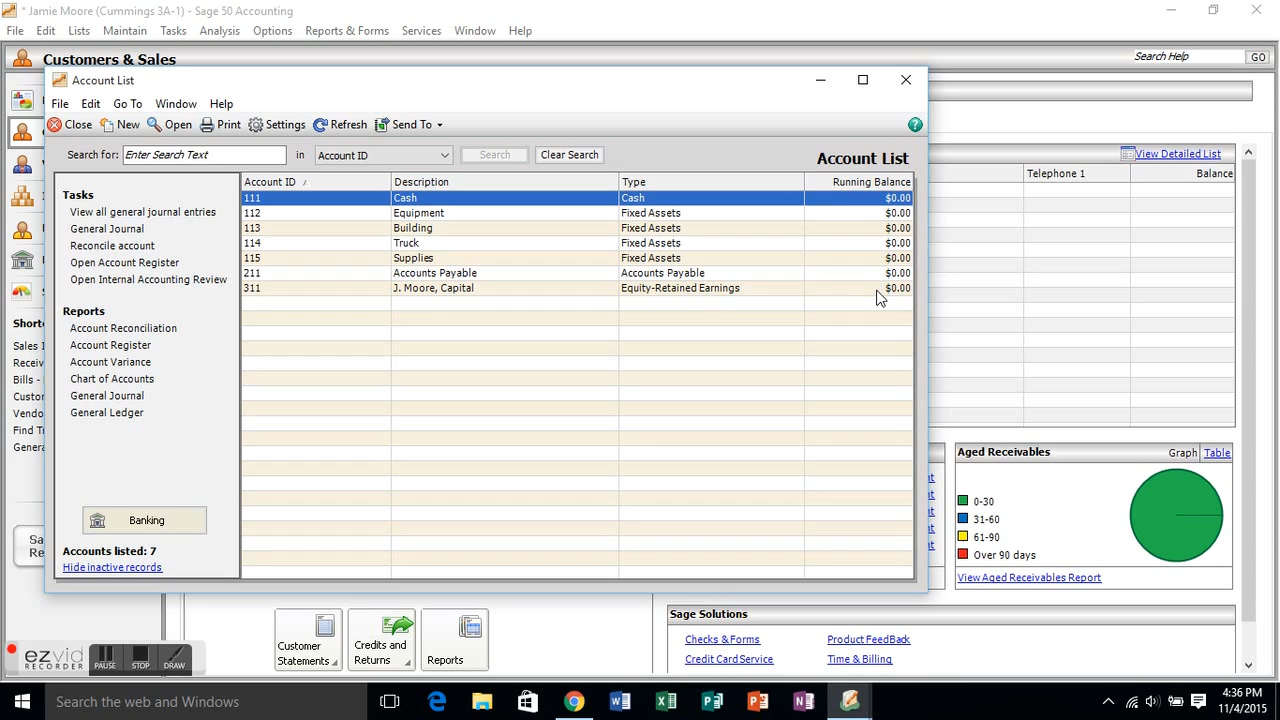 * Jamie Moore (Cummings 3A-1) - Sage 50 Accounting
File Edit Lists Maintain Tasks Analysis Options Reports & Forms Services Window Help
Customers & Sales
Search Help GO
Account List
File Edit Go To Window Help
Close New Open Print Settings Refresh Send To
Search for: Enter Search Text in Account ID Search Clear Search
Account List
View Detailed List
Telephone 1 Balance
Tasks
View all general journal entries
General Journal
Reconcile account
Open Account Register
Open Internal Accounting Review
Reports
Account Reconciliation
Account Register
Account Variance
Chart of Accounts
General Journal
General Ledger
Banking
Accounts listed: 7
Hide inactive records
Account ID Description Type Running Balance
111 Cash Cash $0.00
112 Equipment Fixed Assets $0.00
113 Building Fixed Assets $0.00
114 Truck Fixed Assets $0.00
115 Supplies Fixed Assets $0.00
211 Accounts Payable Accounts Payable $0.00
311 J. Moore, Capital Equity-Retained Earnings $0.00
Short
Sales I
Receiv
Bills -
Custo
Vendo
Find Tr
Genera
Sa
Re
Aged Receivables Graph Table
0-30
31-60
61-90
Over 90 days
View Aged Receivables Report
Customer
Statements
Credits and
Returns
Reports
Sage Solutions
Checks & Forms Product FeedBack
Credit Card Service Time & Billing
ezvid
RECORDER
PAUSE STOP DRAW
Search the web and Windows
4:36 PM
11/4/2015